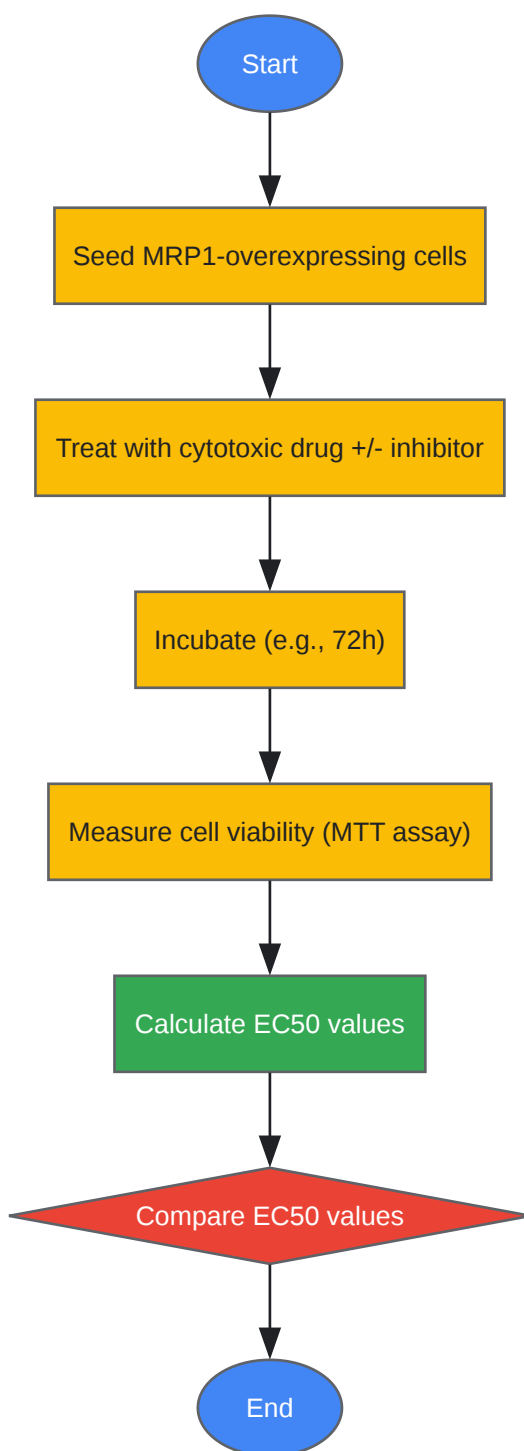 Start
Seed MRP1-overexpressing cells
Treat with cytotoxic drug +/- inhibitor
Incubate (e.g., 72h)
Measure cell viability (MTT assay)
Calculate EC50 values
Compare EC50 values
End